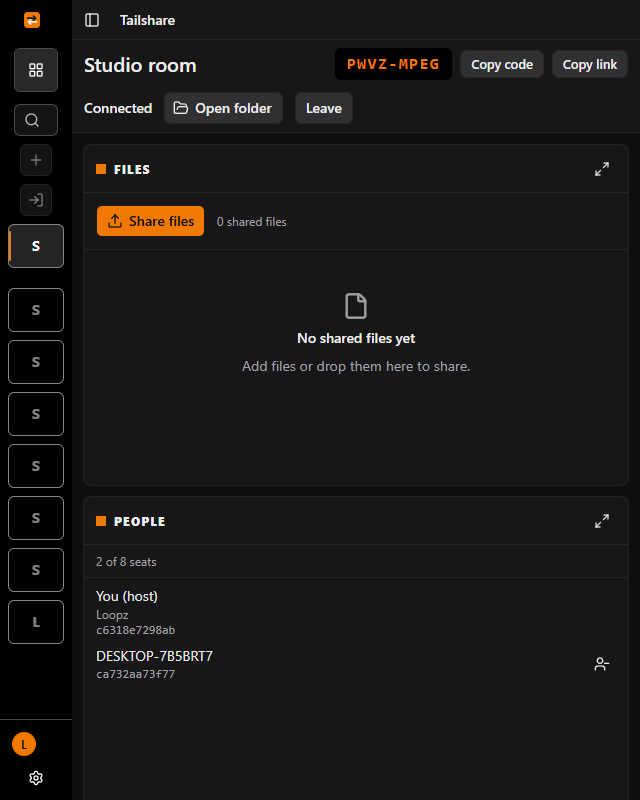 Tailshare
Studio room
PWVZ-MPEG
Copy code
Copy link
Connected
Open folder
Leave
S
S
S
S
S
S
S
L
L
FILES
Share files
0 shared files
No shared files yet
Add files or drop them here to share.
PEOPLE
2 of 8 seats
You (host)
Loopz
c6318e7298ab
DESKTOP-7B5BRT7
ca732aa73f77